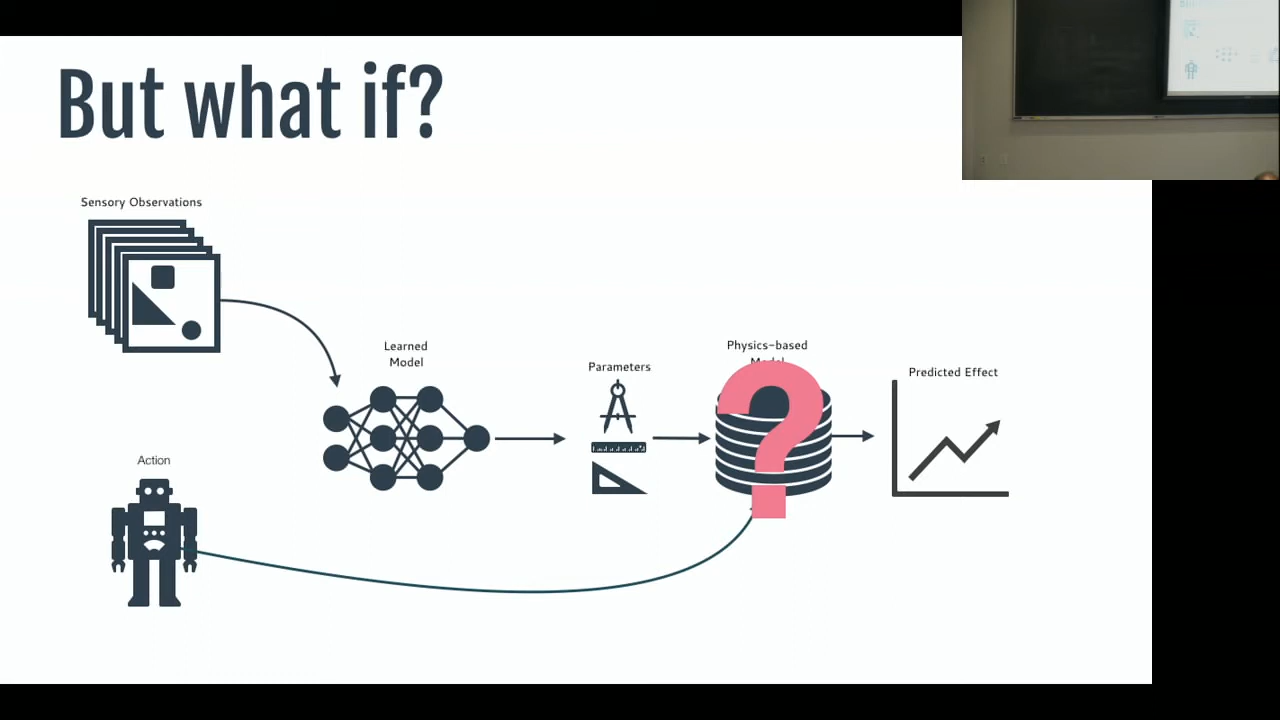 But what if?
Sensory Observations
Learned
Model
Physics-based
Model
Parameters
Predicted Effect
Action
?